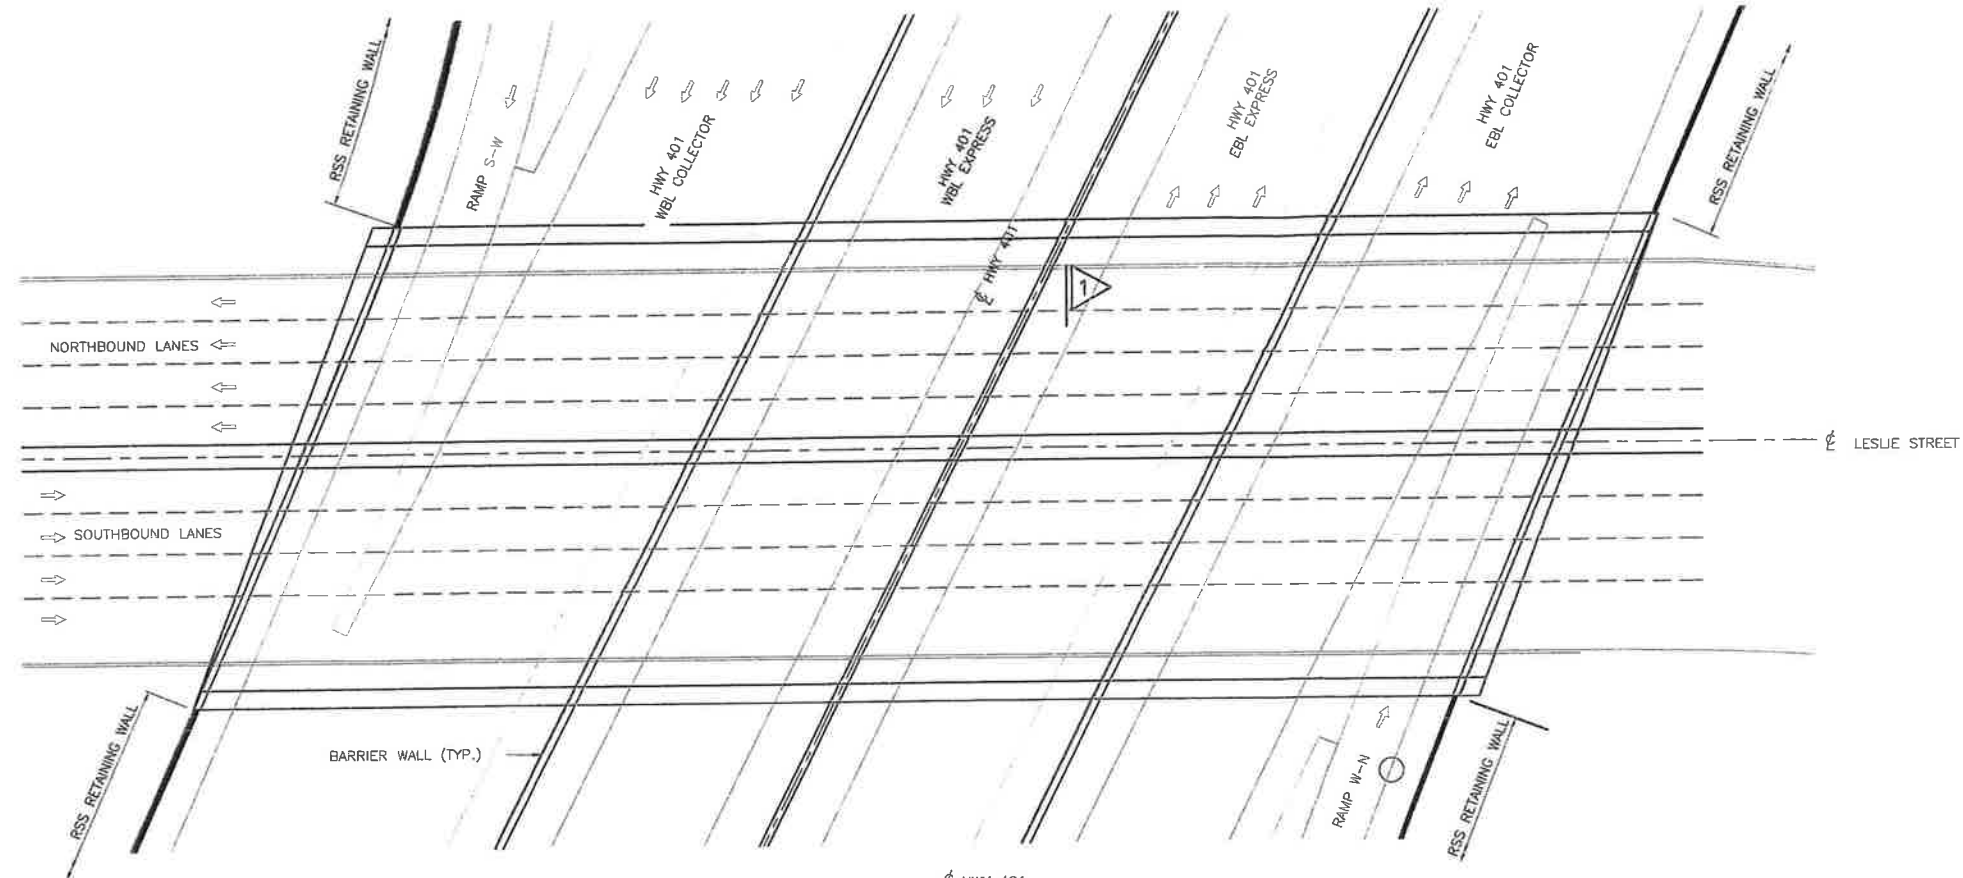 RSS RETAINING WALL
RAMP S-W
HWY 401
WBL COLLECTOR
HWY 401
WBL EXPRESS
HWY 401
EBL EXPRESS
HWY 401
EBL COLLECTOR
RSS RETAINING WALL
℄ HWY 401
1
NORTHBOUND LANES
℄ LESLIE STREET
SOUTHBOUND LANES
RSS RETAINING WALL
BARRIER WALL (TYP.)
RAMP W-N
RSS RETAINING WALL
℄ HWY 401